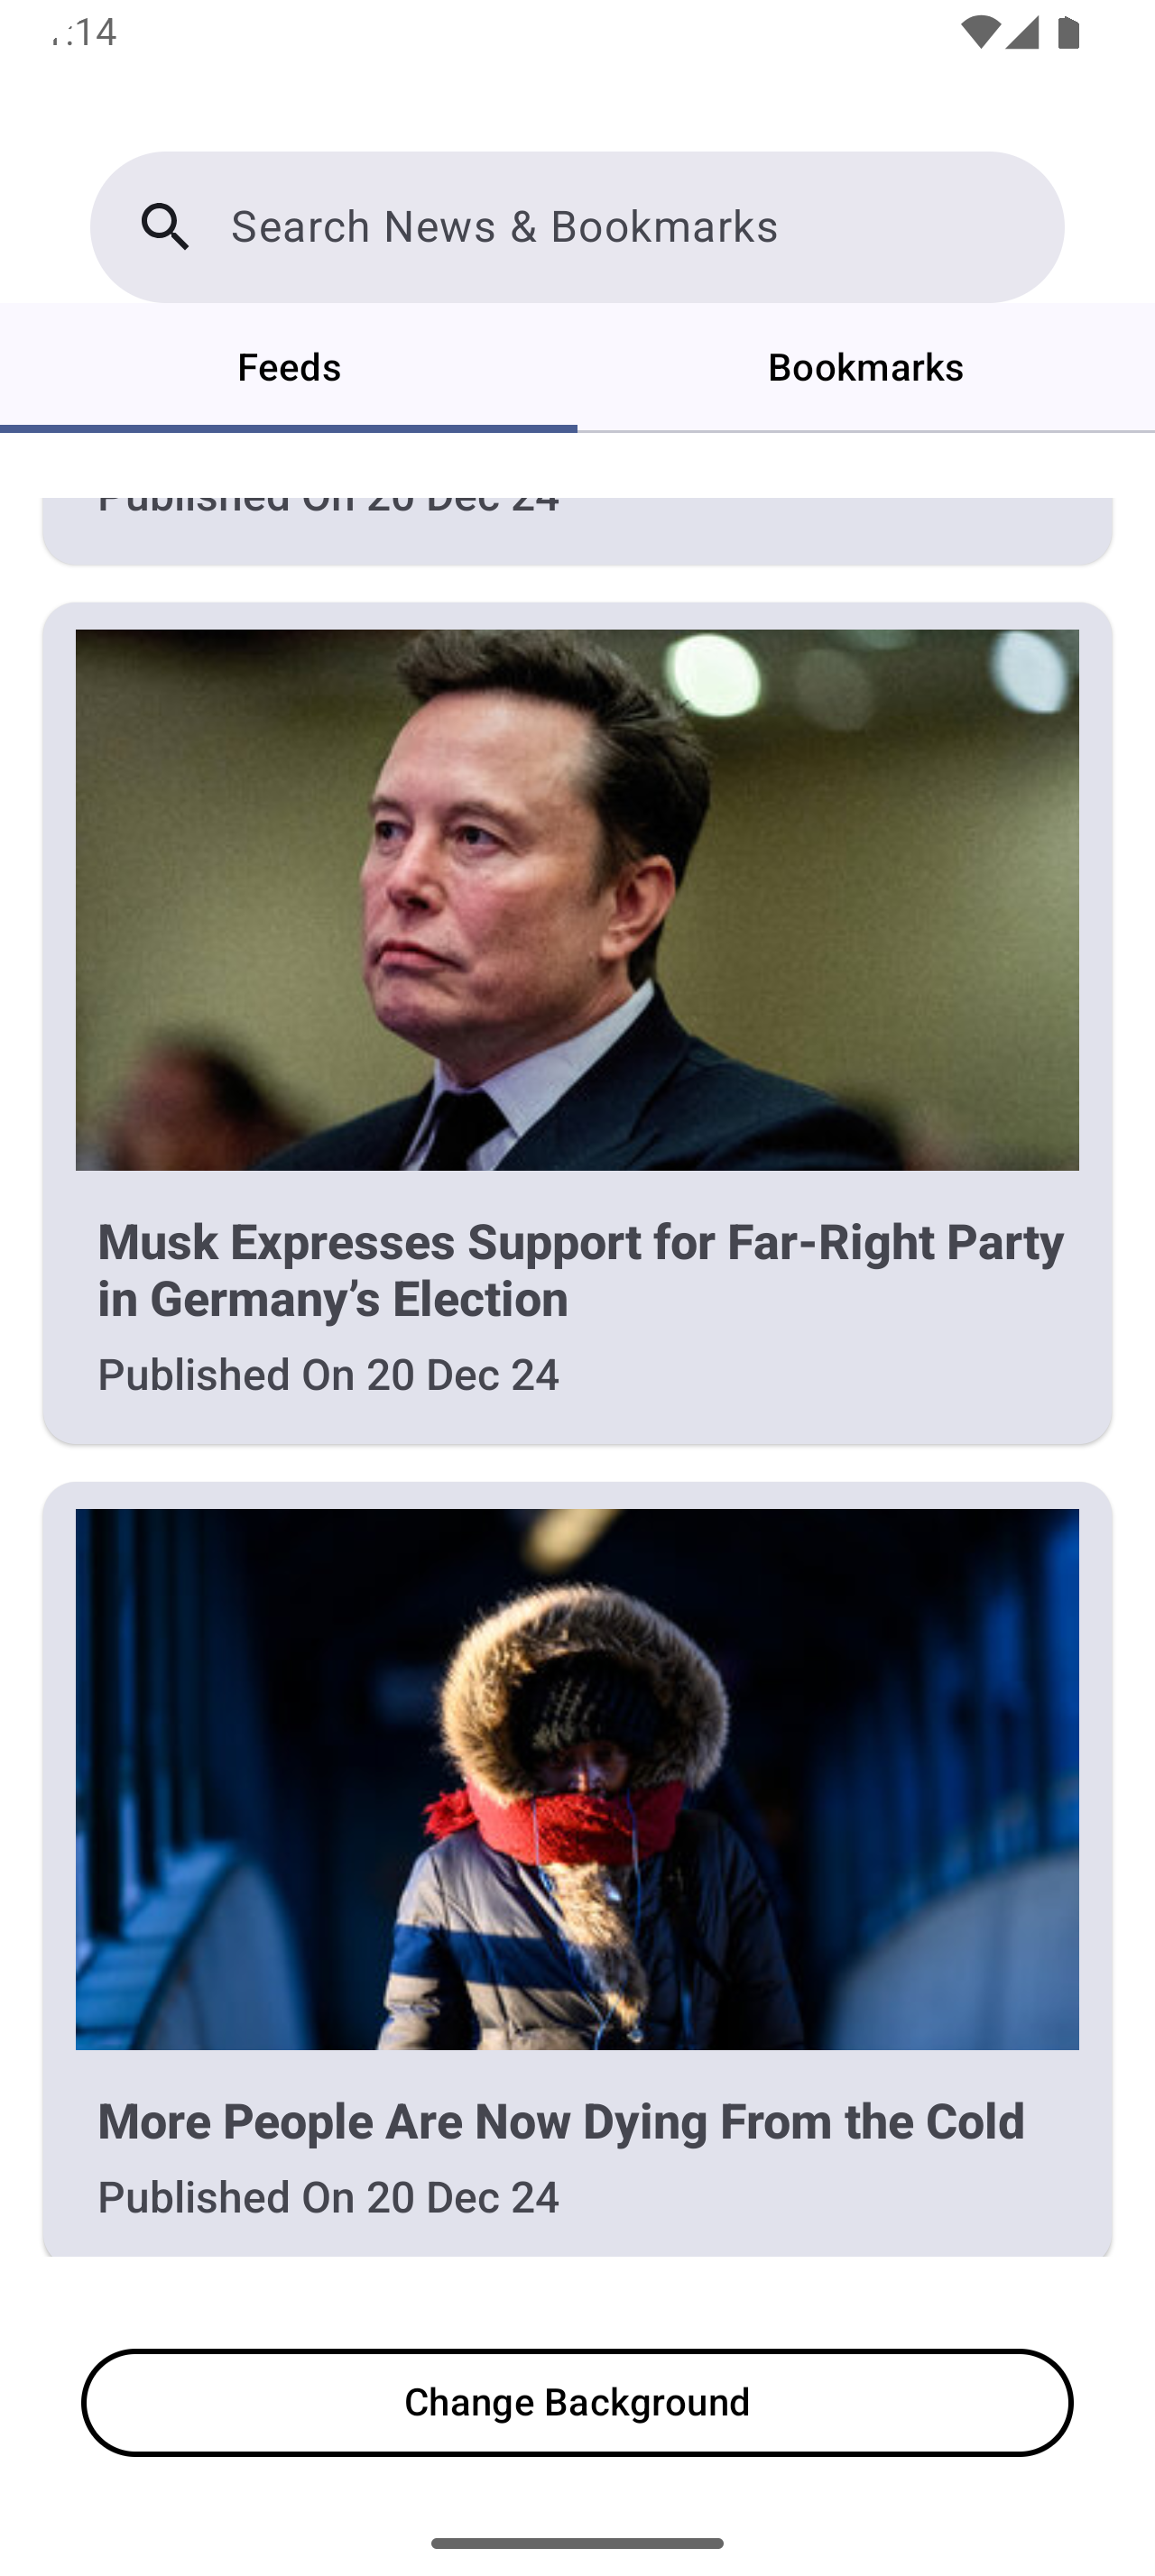 :14
Search News & Bookmarks
Feeds
Bookmarks
Published On 20 Dec 24
Musk Expresses Support for Far-Right Party
in Germany’s Election
Published On 20 Dec 24
More People Are Now Dying From the Cold
Published On 20 Dec 24
Change Background